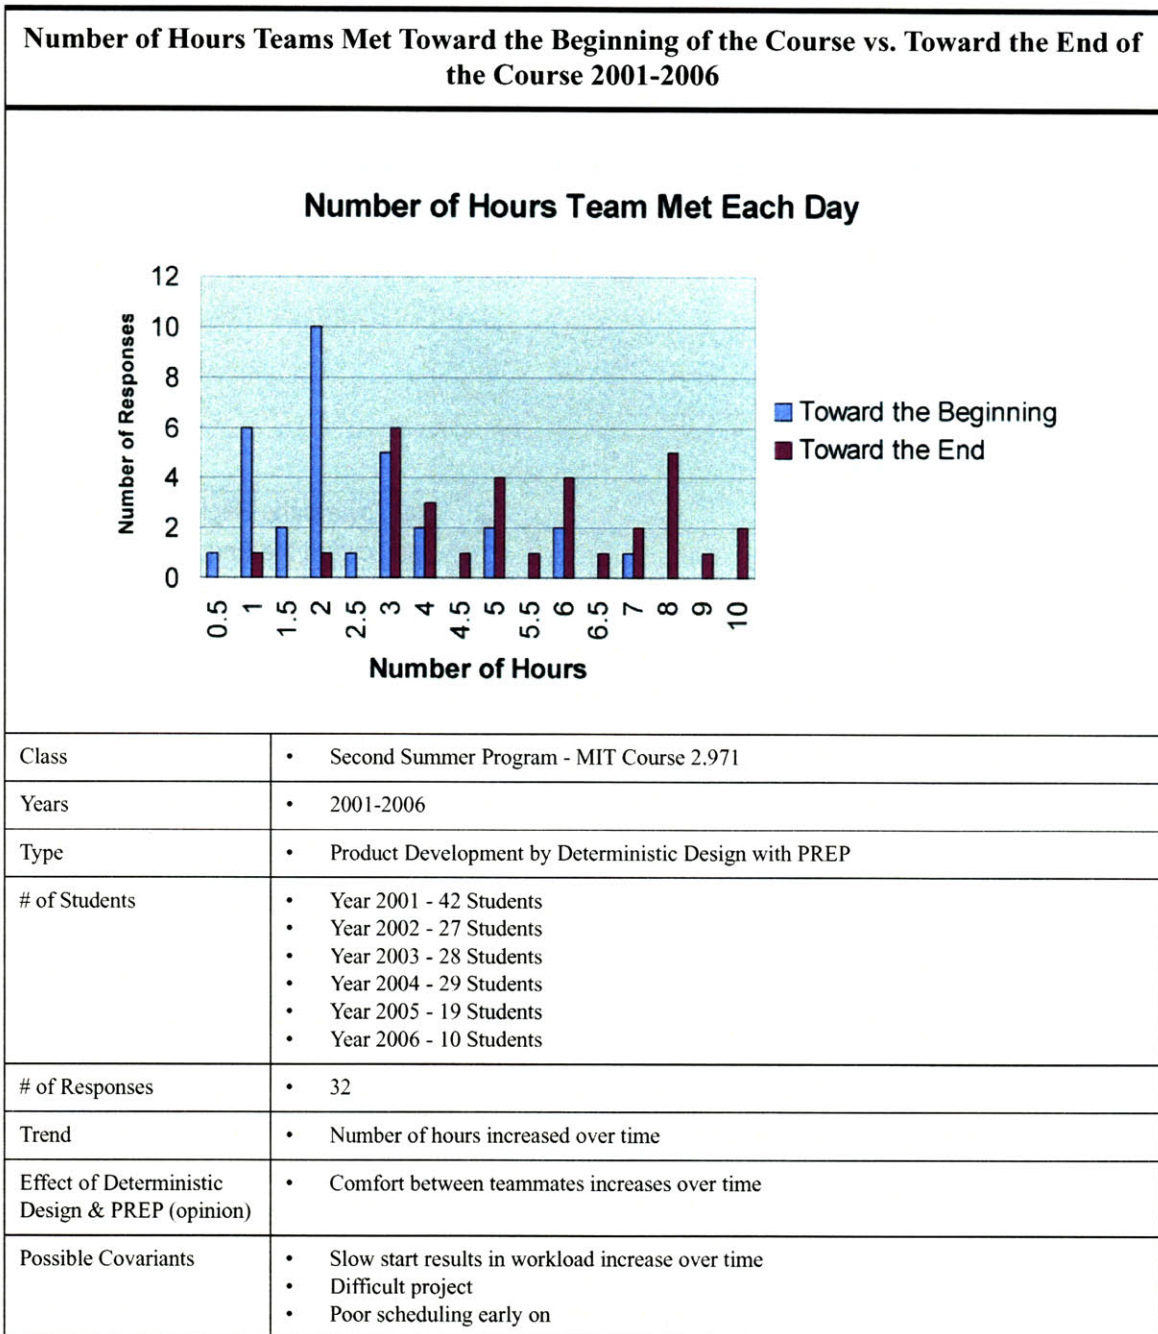 Number of Hours Teams Met Toward the Beginning of the Course vs. Toward the End of
the Course 2001-2006
Number of Hours Team Met Each Day
Number of Responses
12
10
8
6
4
2
0
0.5
1
1.5
2
2.5
3
4
4.5
5
5.5
6
6.5
7
8
9
10
Number of Hours
Toward the Beginning
Toward the End
Class
• Second Summer Program - MIT Course 2.971
Years
• 2001-2006
Type
• Product Development by Deterministic Design with PREP
# of Students
• Year 2001 - 42 Students
• Year 2002 - 27 Students
• Year 2003 - 28 Students
• Year 2004 - 29 Students
• Year 2005 - 19 Students
• Year 2006 - 10 Students
# of Responses
• 32
Trend
• Number of hours increased over time
Effect of Deterministic
Design & PREP (opinion)
• Comfort between teammates increases over time
Possible Covariants
• Slow start results in workload increase over time
• Difficult project
• Poor scheduling early on